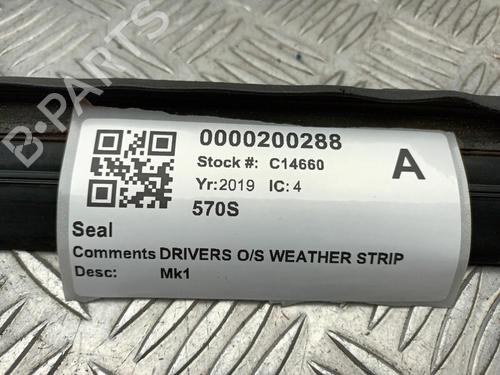 B-PARTS
0000200288
A
Stock #: C14660
Yr: 2019 IC: 4
570S
Seal
Comments DRIVERS O/S WEATHER STRIP
Desc: Mk1